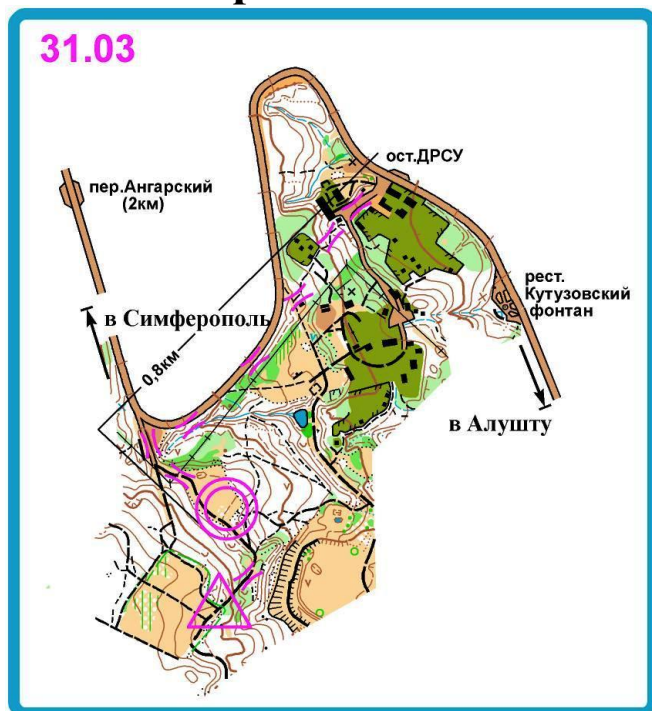 31.03
ост.ДРСУ
пер.Ангарский
(2км)
рест.
Кутузовский
фонтан
в Симферополь
0,8км
в Алушту